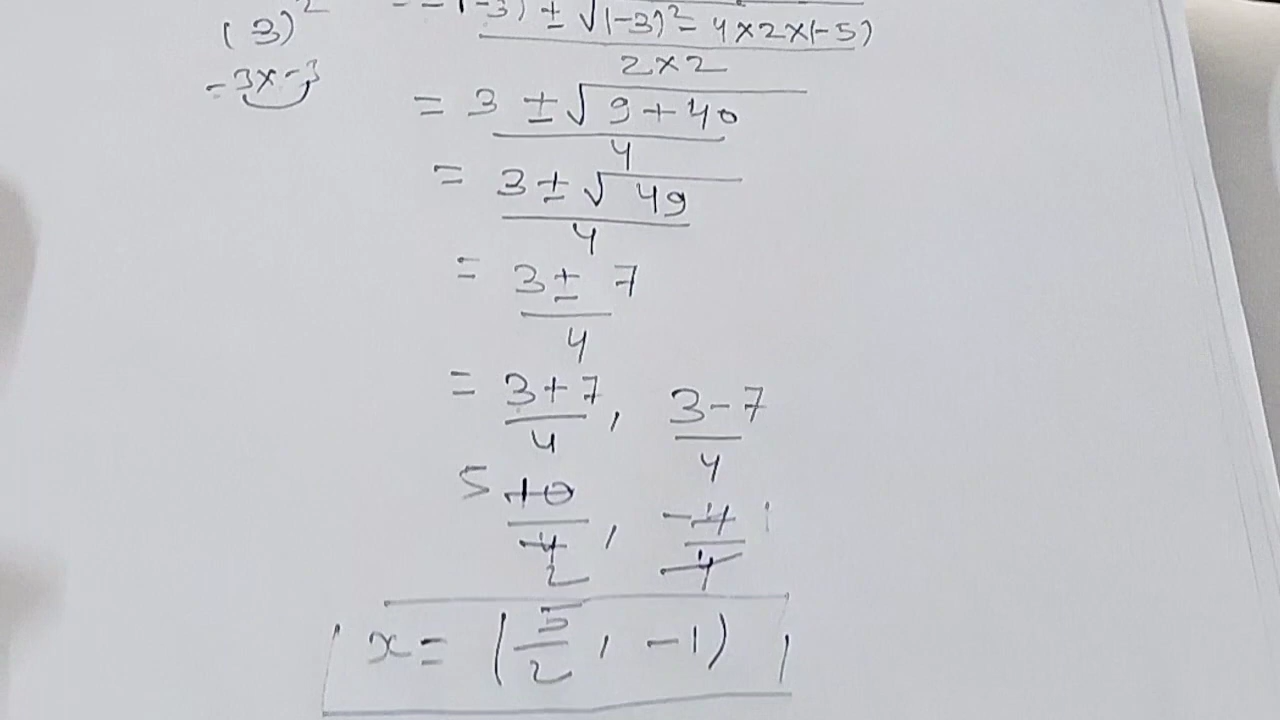 (3)²
-3x-3
= -(-3) ± √(-3)² - 4×2×(-5)
2×2
= 3 ± √9+40
4
= 3 ± √49
4
= 3 ± 7
4
= 3+7 , 3-7
4 4
5 10 , -4 1
4 4
2
x = (5/2 , -1)